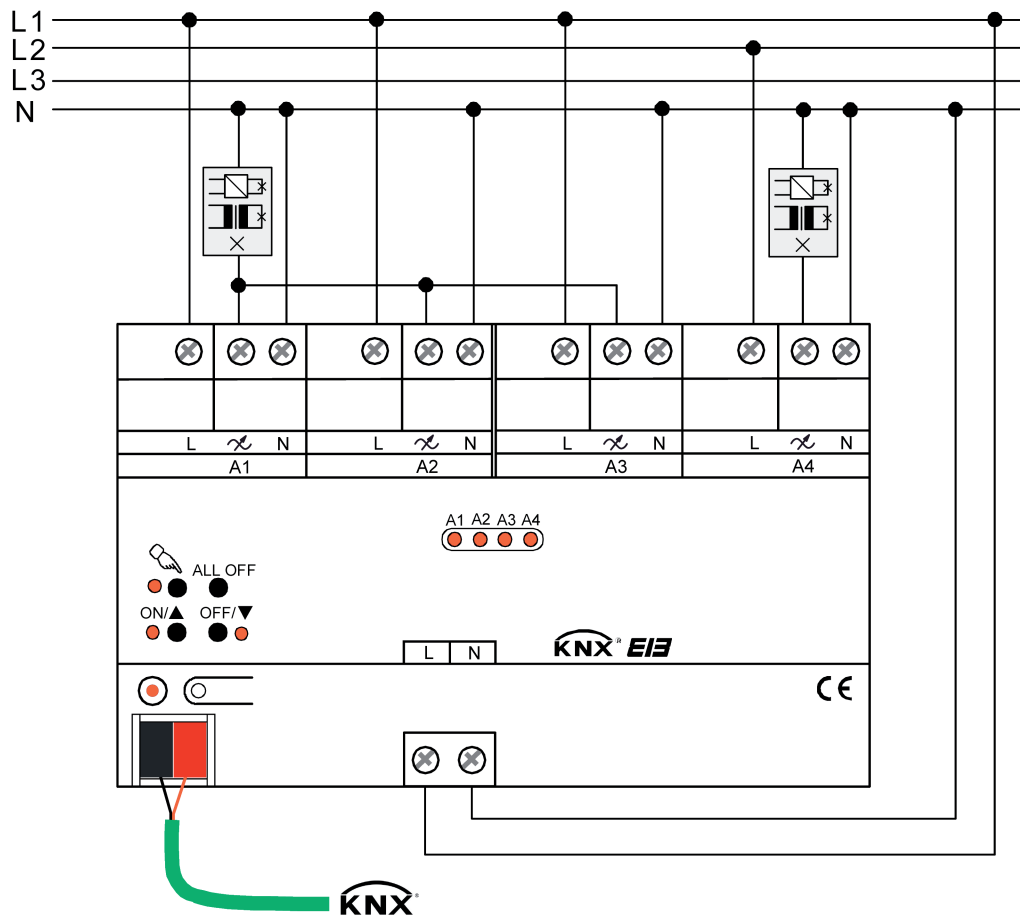 L1
L2
L3
N
L N L N L N L N
A1 A2 A3 A4
A1 A2 A3 A4
ALL OFF
ON/▲ OFF/▼
L N
KNX® EIB
CE
KNX®